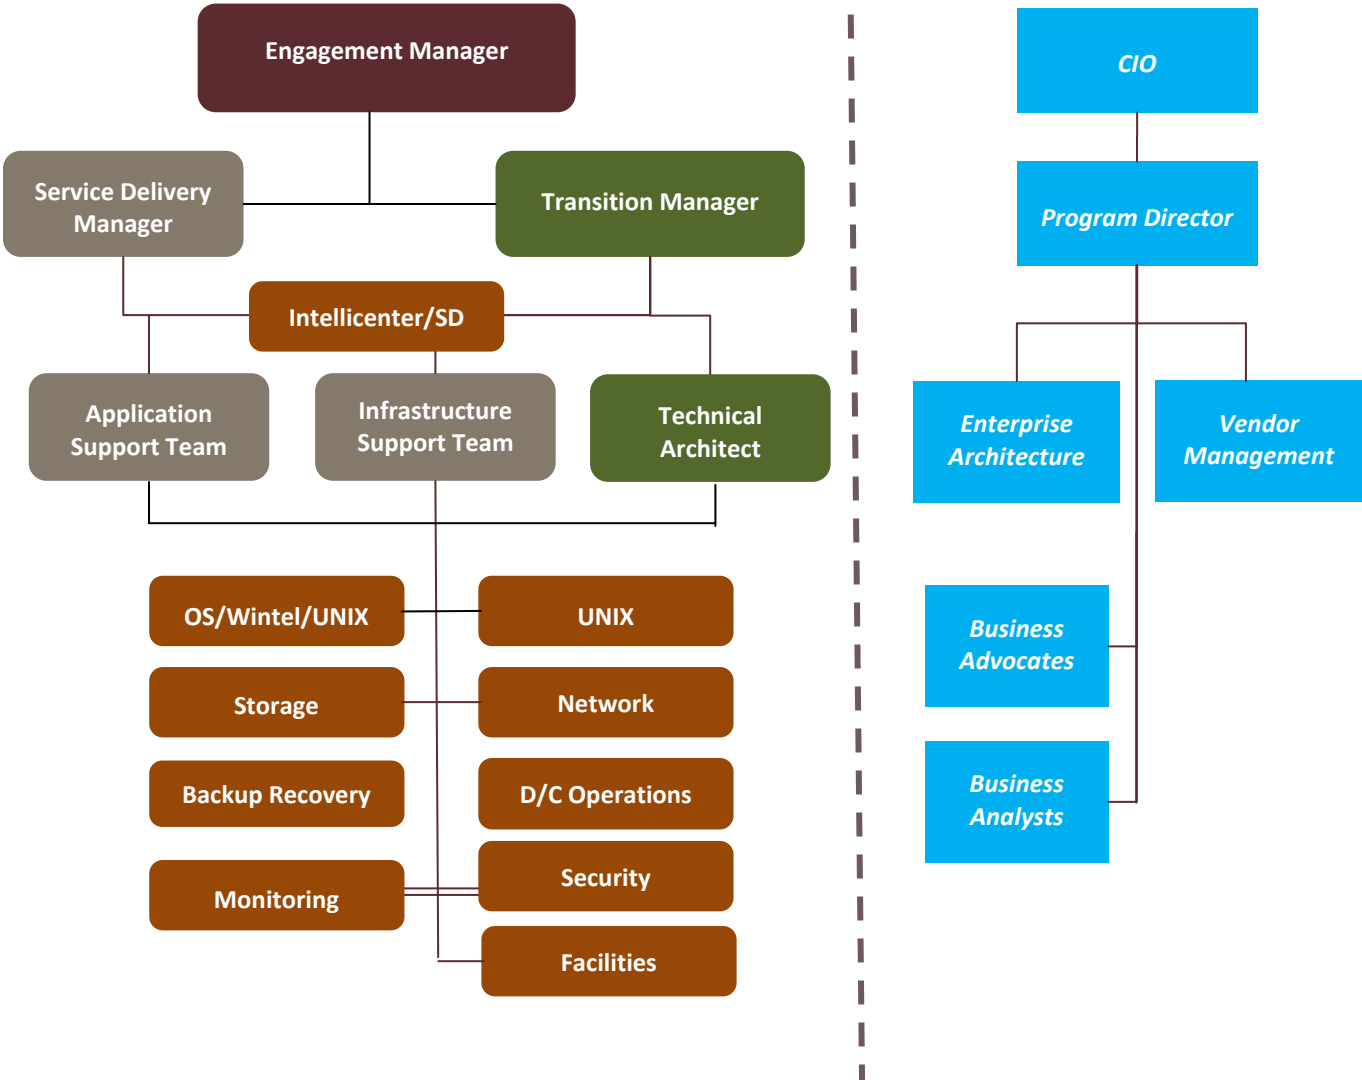 Engagement Manager
Service Delivery
Manager
Transition Manager
Intellicenter/SD
Application
Support Team
Infrastructure
Support Team
Technical
Architect
OS/Wintel/UNIX
UNIX
Storage
Network
Backup Recovery
D/C Operations
Monitoring
Security
Facilities
CIO
Program Director
Enterprise
Architecture
Vendor
Management
Business
Advocates
Business
Analysts